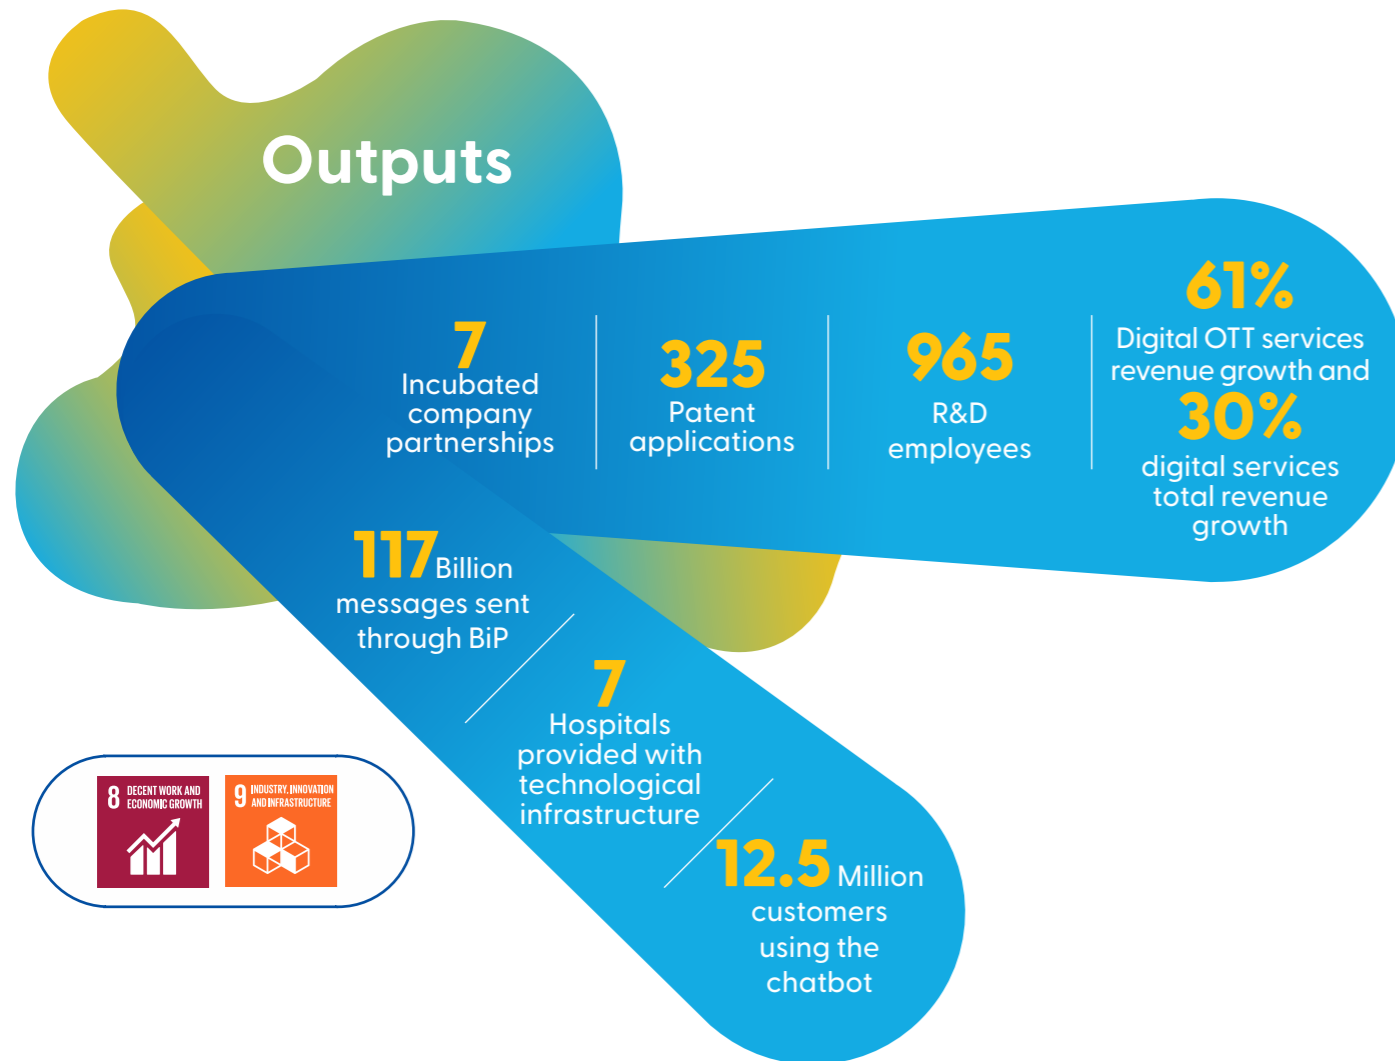 Outputs
7
Incubated
company
partnerships
325
Patent
applications
965
R&D
employees
61%
Digital OTT services
revenue growth and
30%
digital services
total revenue
growth
117 Billion
messages sent
through BiP
7
Hospitals
provided with
technological
infrastructure
12.5 Million
customers
using the
chatbot
8 DECENT WORK AND
ECONOMIC GROWTH
9 INDUSTRY, INNOVATION
AND INFRASTRUCTURE